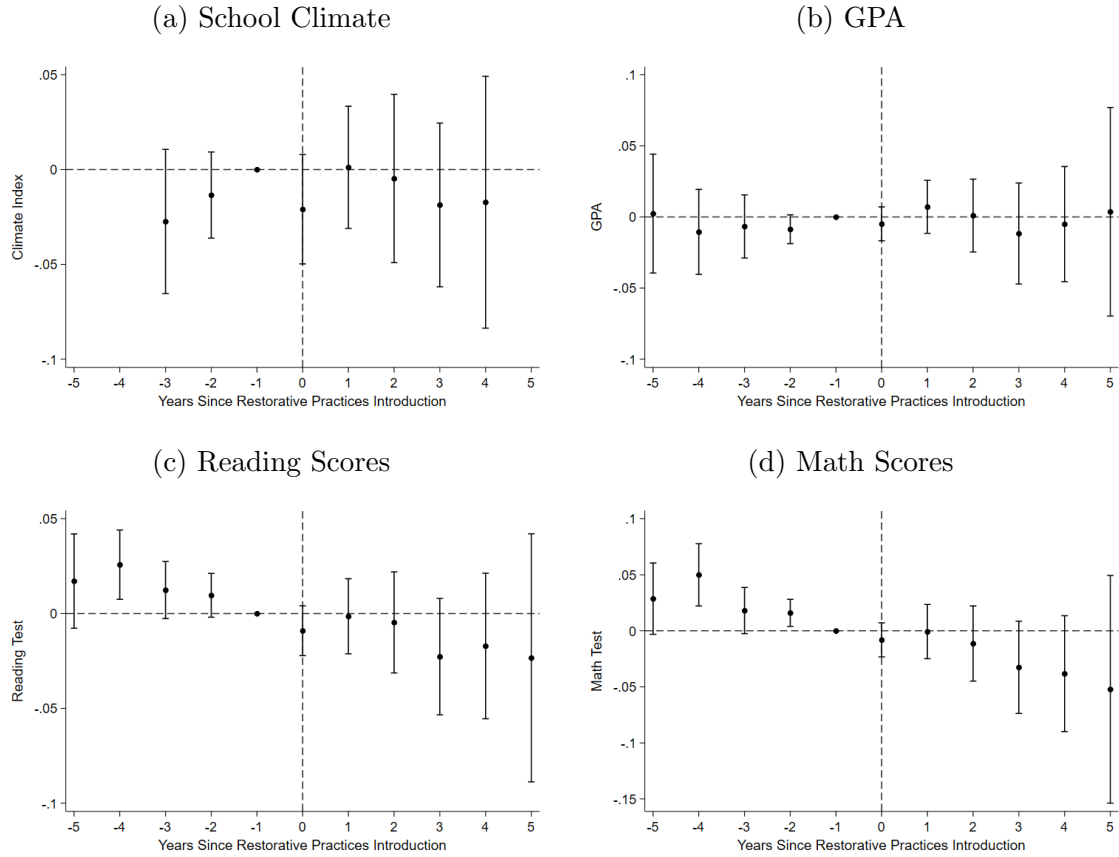 (a) School Climate
.05
0
-.05
-.1
Climate Index
-5 -4 -3 -2 -1 0 1 2 3 4 5
Years Since Restorative Practices Introduction
(b) GPA
.1
.05
0
-.05
-.1
GPA
-5 -4 -3 -2 -1 0 1 2 3 4 5
Years Since Restorative Practices Introduction
(c) Reading Scores
.05
0
-.05
-.1
Reading Test
-5 -4 -3 -2 -1 0 1 2 3 4 5
Years Since Restorative Practices Introduction
(d) Math Scores
.1
.05
0
-.05
-.1
-.15
Math Test
-5 -4 -3 -2 -1 0 1 2 3 4 5
Years Since Restorative Practices Introduction